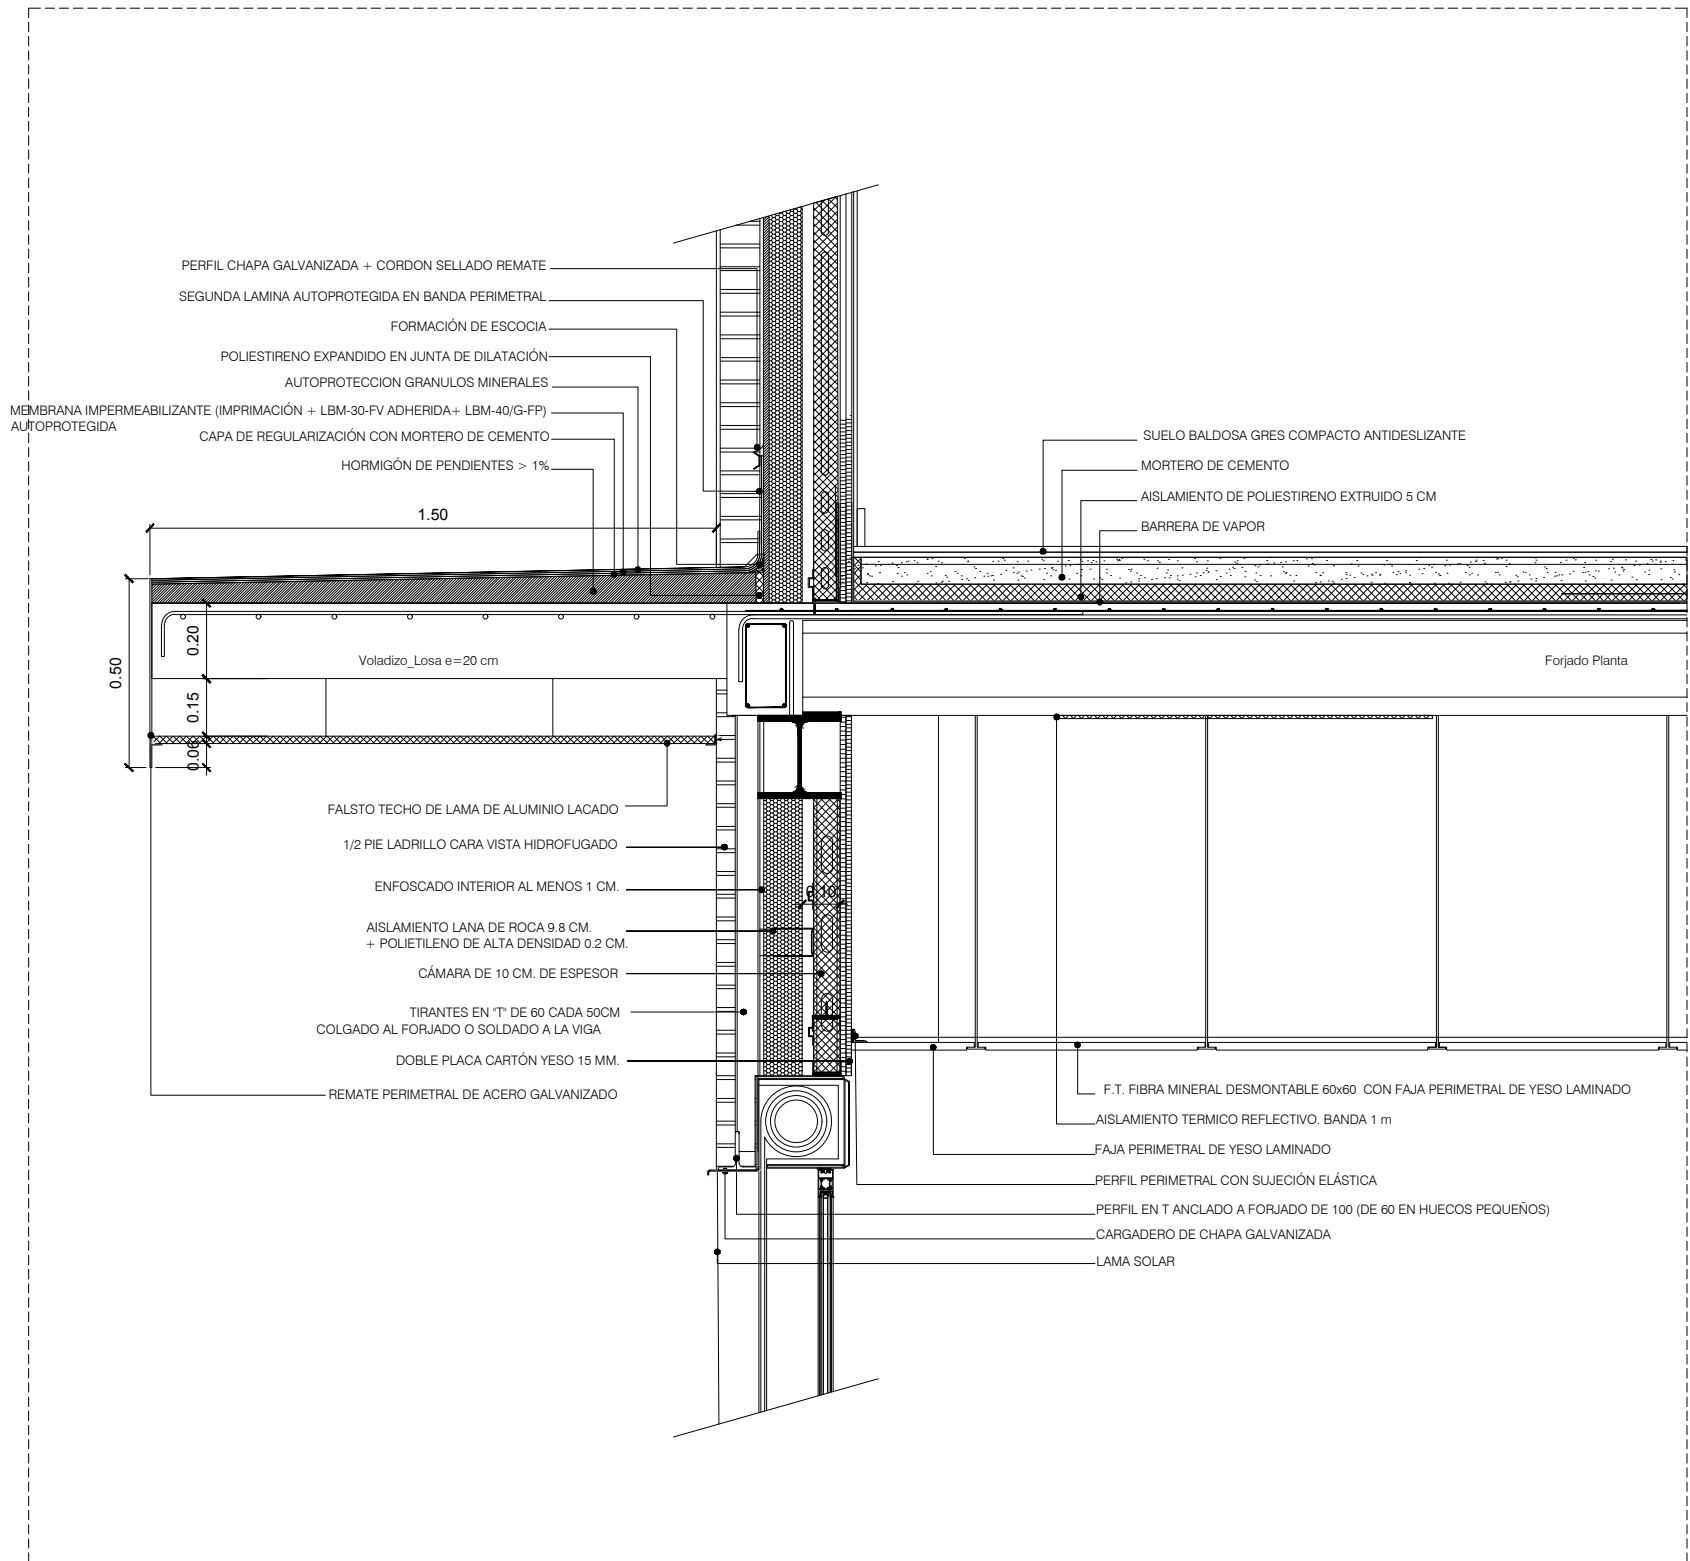 PERFIL CHAPA GALVANIZADA + CORDON SELLADO REMATE
SEGUNDA LAMINA AUTOPROTEGIDA EN BANDA PERIMETRAL
FORMACIÓN DE ESCOCIA
POLIESTIRENO EXPANDIDO EN JUNTA DE DILATACIÓN
AUTOPROTECCION GRANULOS MINERALES
MEMBRANA IMPERMEABILIZANTE (IMPRIMACIÓN + LBM-30-FV ADHERIDA+ LBM-40/G-FP)
AUTOPROTEGIDA
CAPA DE REGULARIZACIÓN CON MORTERO DE CEMENTO
HORMIGÓN DE PENDIENTES > 1%
SUELO BALDOSA GRES COMPACTO ANTIDESLIZANTE
MORTERO DE CEMENTO
AISLAMIENTO DE POLIESTIRENO EXTRUIDO 5 CM
BARRERA DE VAPOR
1.50
0.50
0.20
0.15
0.06
Voladizo_Losa e=20 cm
Forjado Planta
FALSTO TECHO DE LAMA DE ALUMINIO LACADO
1/2 PIE LADRILLO CARA VISTA HIDROFUGADO
ENFOSCADO INTERIOR AL MENOS 1 CM.
0.10
AISLAMIENTO LANA DE ROCA 9.8 CM.
+ POLIETILENO DE ALTA DENSIDAD 0.2 CM.
CÁMARA DE 10 CM. DE ESPESOR
TIRANTES EN "T" DE 60 CADA 50CM
COLGADO AL FORJADO O SOLDADO A LA VIGA
DOBLE PLACA CARTÓN YESO 15 MM.
REMATE PERIMETRAL DE ACERO GALVANIZADO
F.T. FIBRA MINERAL DESMONTABLE 60x60 CON FAJA PERIMETRAL DE YESO LAMINADO
AISLAMIENTO TERMICO REFLECTIVO. BANDA 1 m
FAJA PERIMETRAL DE YESO LAMINADO
PERFIL PERIMETRAL CON SUJECIÓN ELÁSTICA
PERFIL EN T ANCLADO A FORJADO DE 100 (DE 60 EN HUECOS PEQUEÑOS)
CARGADERO DE CHAPA GALVANIZADA
LAMA SOLAR